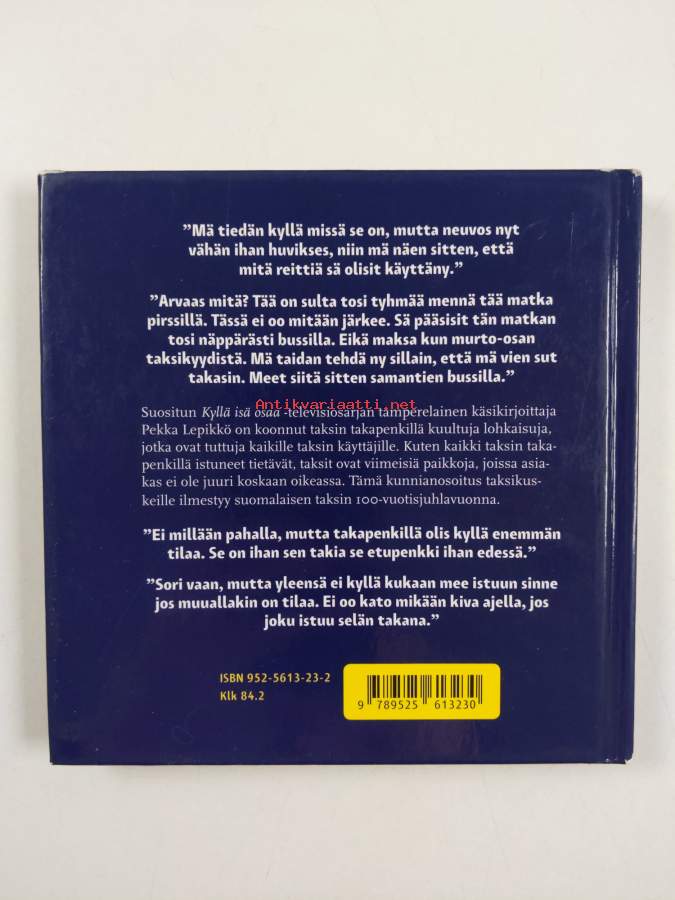 ”Mä tiedän kyllä missä se on, mutta neuvos nyt
vähän ihan huvikses, niin mä näen sitten, että
mitä reittiä sä olisit käyttäny.”
”Arvaas mitä? Tää on sulta tosi tyhmää mennä tää matka
pirssillä. Tässä ei oo mitään järkee. Sä pääsisit tän matkan
tosi näppärästi bussilla. Eikä maksa kun murto-osan
taksikyydistä. Mä taidan tehdä ny sillain, että mä vien sut
takasin. Meet siitä sitten samantien bussilla.”
Antikvariaatti.net
Suositun Kyllä isä osaa -televisiosarjan tamperelainen käsikirjoittaja
Pekka Lepikkö on koonnut taksin takapenkillä kuultuja lohkaisuja,
jotka ovat tuttuja kaikille taksin käyttäjille. Kuten kaikki taksin taka-
penkillä istuneet tietävät, taksit ovat viimeisiä paikkoja, joissa asia-
kas ei ole juuri koskaan oikeassa. Tämä kunnianosoitus taksikus-
keille ilmestyy suomalaisen taksin 100-vuotisjuhlavuonna.
”Ei millään pahalla, mutta takapenkillä olis kyllä enemmän
tilaa. Se on ihan sen takia se etupenkki ihan edessä.”
”Sori vaan, mutta yleensä ei kyllä kukaan mee istuun sinne
jos muuallakin on tilaa. Ei oo kato mikään kiva ajella, jos
joku istuu selän takana.”
ISBN 952-5613-23-2
Klk 84.2
9 789525 613230